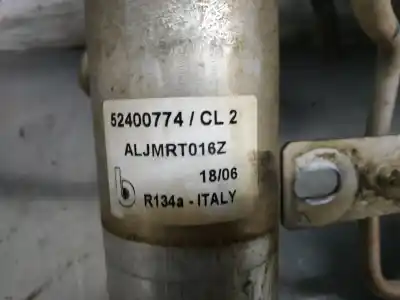 52400774 / CL 2
ALJMRT016Z
18/06
R134a - ITALY